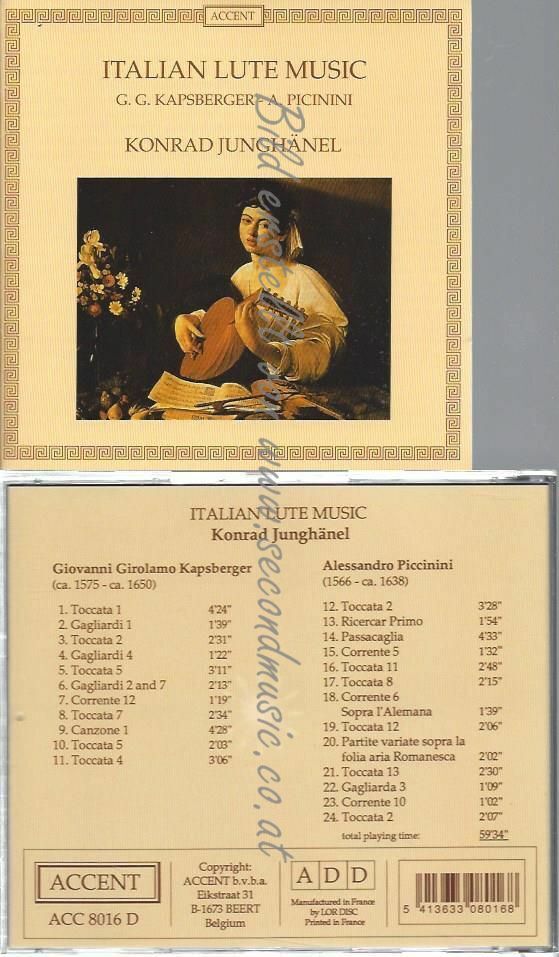 ACCENT
ITALIAN LUTE MUSIC
G. G. KAPSBERGER - A. PICININI
KONRAD JUNGHÄNEL
Bild erstellt von www.secondmusic.co.at
ITALIAN LUTE MUSIC
Konrad Junghänel
Giovanni Girolamo Kapsberger
(ca. 1575 - ca. 1650)
1. Toccata 1 4'24"
2. Gagliardi 1 1'39"
3. Toccata 2 2'31"
4. Gagliardi 4 1'22"
5. Toccata 5 3'11"
6. Gagliardi 2 and 7 2'13"
7. Corrente 12 1'19"
8. Toccata 7 2'34"
9. Canzone 1 4'28"
10. Toccata 5 2'03"
11. Toccata 4 3'06"
Alessandro Piccinini
(1566 - ca. 1638)
12. Toccata 2 3'28"
13. Ricercar Primo 1'54"
14. Passacaglia 4'33"
15. Corrente 5 1'32"
16. Toccata 11 2'48"
17. Toccata 8 2'15"
18. Corrente 6
Sopra l'Alemana 1'39"
19. Toccata 12 2'06"
20. Partite variate sopra la
folia aria Romanesca 2'02"
21. Toccata 13 2'30"
22. Gagliarda 3 1'09"
23. Corrente 10 1'02"
24. Toccata 2 2'07"
total playing time: 59'34"
ACCENT
ACC 8016 D
Copyright:
ACCENT b.v.b.a.
Eikstraat 31
B-1673 BEERT
Belgium
A D D
Manufactured in France
by LOR DISC
Printed in France
5 413633 080168